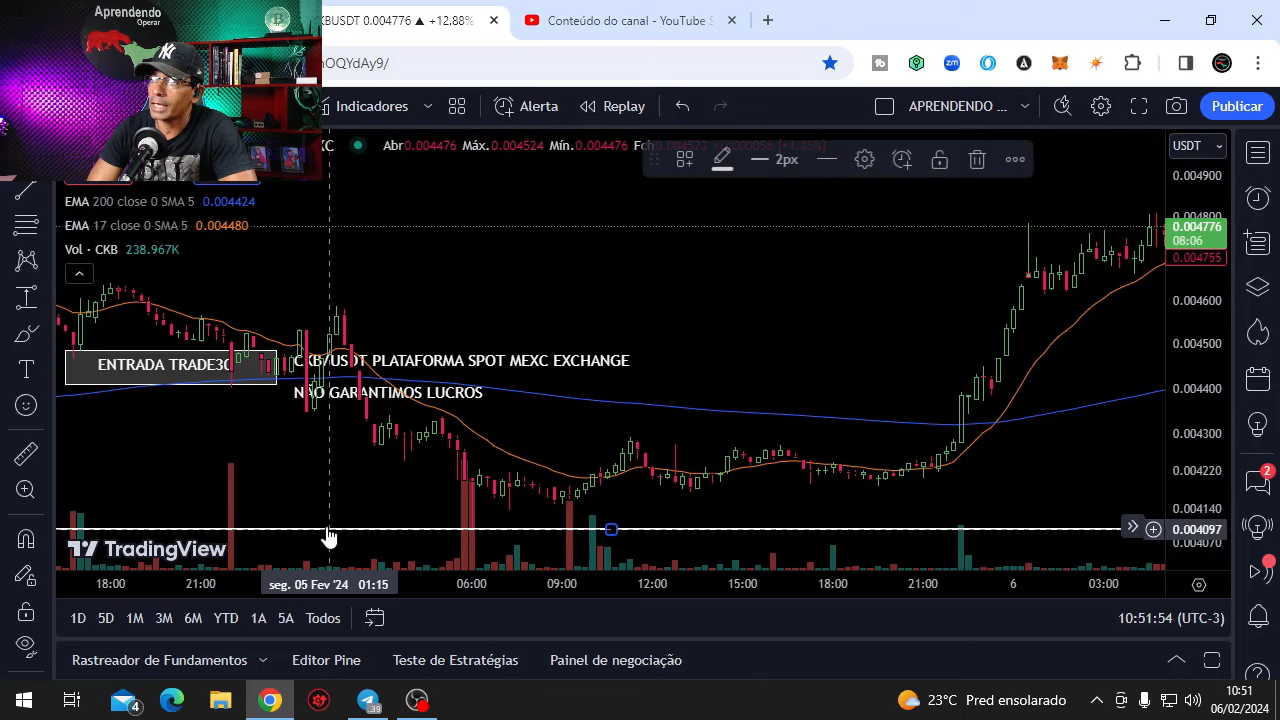 Aprendendo
Operar
KBUSDT 0.004776 ▲ +12.88%
Conteúdo do canal - YouTube S
nOQYdAy9/
Indicadores
Alerta
Replay
APRENDENDO ...
Publicar
Abr0.004476 Máx.0.004524 Mín.0.004476
2px
USDT
EMA 200 close 0 SMA 5 0.004424
EMA 17 close 0 SMA 5 0.004480
Vol · CKB 238.967K
0.004900
0.004800
0.004776
08:06
0.004755
0.004600
0.004500
0.004400
0.004300
0.004220
0.004140
0.004097
0.004070
ENTRADA TRADE30
CKB/USDT PLATAFORMA SPOT MEXC EXCHANGE
NÃO GARANTIMOS LUCROS
TradingView
18:00
21:00
seg. 05 Fev '24 01:15
06:00
09:00
12:00
15:00
18:00
21:00
6
03:00
1D 5D 1M 3M 6M YTD 1A 5A Todos
10:51:54 (UTC-3)
Rastreador de Fundamentos
Editor Pine
Teste de Estratégias
Painel de negociação
2
4
39
23°C Pred ensolarado
10:51
06/02/2024